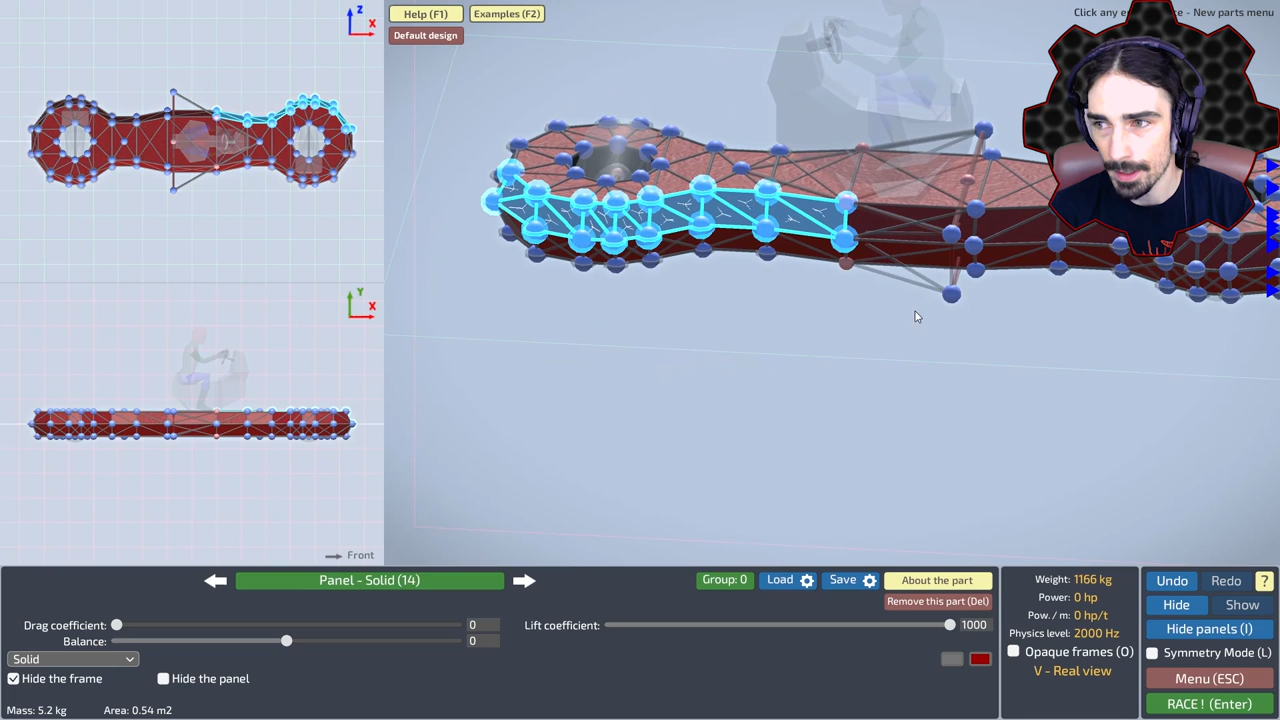 Z
X
Help (F1)
Examples (F2)
Click any e
ce - New parts menu
Default design
Y
X
Front
Panel - Solid (14)
Group: 0
Load
Save
About the part
Remove this part (Del)
Drag coefficient:
0
Lift coefficient:
1000
Balance:
0
Solid
Hide the frame
Hide the panel
Mass: 5.2 kg
Area: 0.54 m2
Weight: 1166 kg
Power: 0 hp
Pow. / m: 0 hp/t
Physics level: 2000 Hz
Opaque frames (O)
V - Real view
Undo
Redo
?
Hide
Show
Hide panels (I)
Symmetry Mode (L)
Menu (ESC)
RACE ! (Enter)